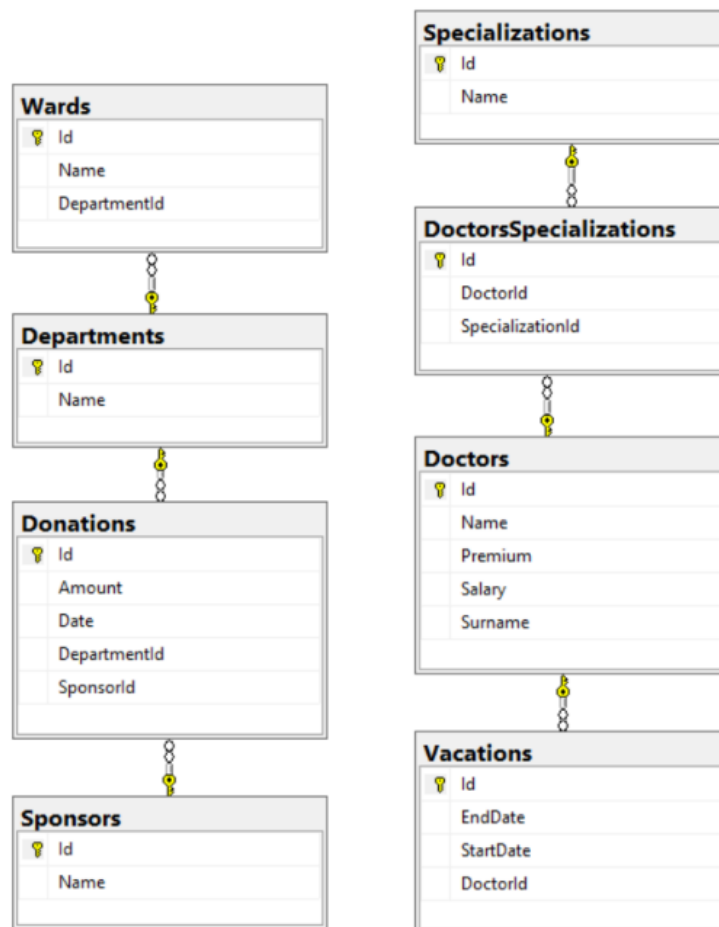 Wards
Id
Name
DepartmentId
Departments
Id
Name
Donations
Id
Amount
Date
DepartmentId
SponsorId
Sponsors
Id
Name
Specializations
Id
Name
DoctorsSpecializations
Id
DoctorId
SpecializationId
Doctors
Id
Name
Premium
Salary
Surname
Vacations
Id
EndDate
StartDate
DoctorId